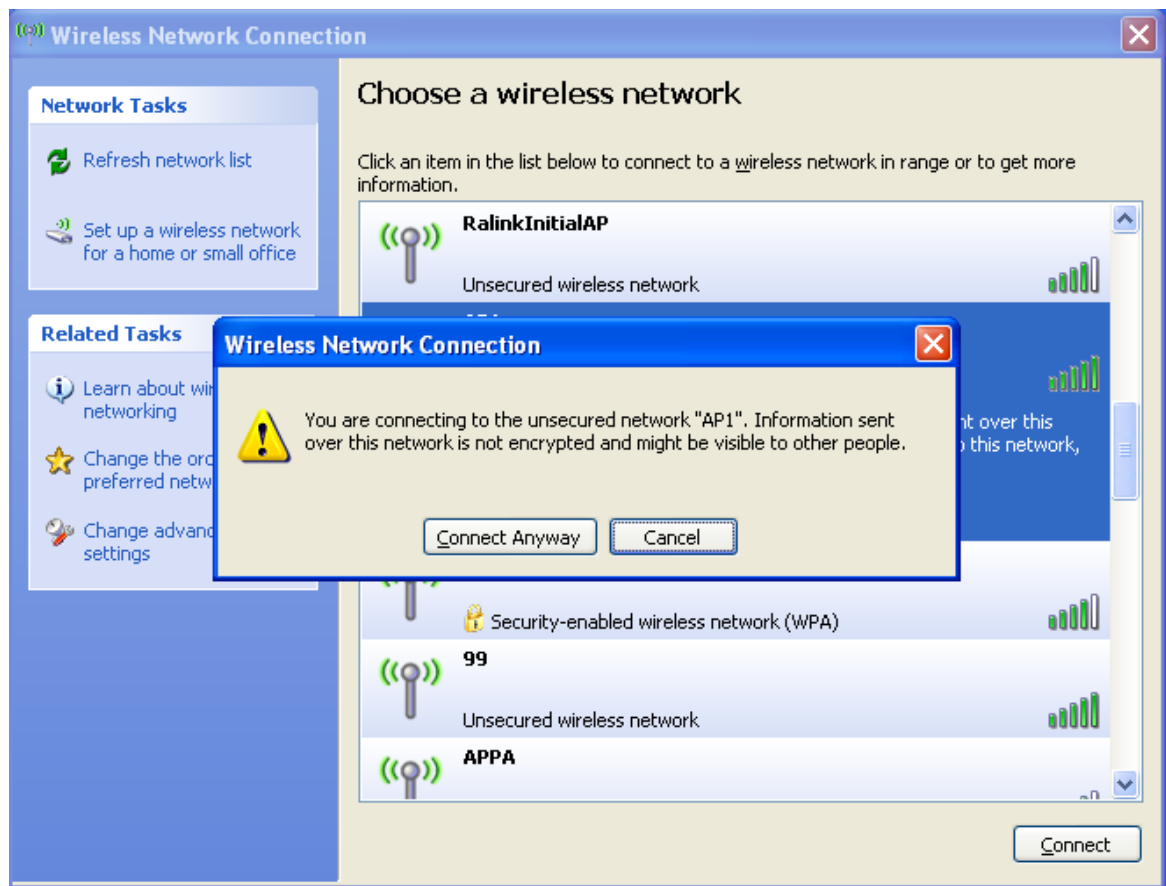 Wireless Network Connection
Network Tasks
Refresh network list
Set up a wireless network
for a home or small office
Related Tasks
Learn about
networking
Change the
preferred
Change
settings
Choose a wireless network
Click an item in the list below to connect to a wireless network in range or to get more
information.
RalinkInitialAP
Unsecured wireless network
over this
this network,
Wireless Network Connection
You are connecting to the unsecured network "AP1". Information sent
over this network is not encrypted and might be visible to other people.
Connect Anyway
Cancel
Security-enabled wireless network (WPA)
99
Unsecured wireless network
APPA
Connect